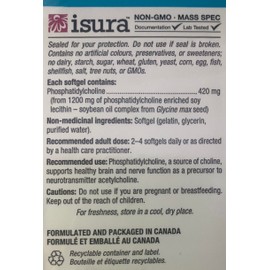 isura™
NON-GMO · MASS SPEC
Documentation Lab Tested
Sealed for your protection. Do not use if seal is broken.
Contains no artificial colours, preservatives, or sweeteners;
no dairy, starch, sugar, wheat, gluten, yeast, corn, egg, fish,
shellfish, salt, tree nuts, or GMOs.
Each softgel contains:
Phosphatidylcholine 420 mg
(from 1200 mg of phosphatidylcholine enriched soy
lecithin – soybean oil complex from Glycine max seed)
Non-medicinal ingredients: Softgel (gelatin, glycerin,
purified water).
Recommended adult dose: 2–4 softgels daily or as directed
by a health care practitioner.
Recommended use: Phosphatidylcholine, a source of choline,
supports healthy brain and nerve function as a precursor to
neurotransmitter acetylcholine.
Cautions: Do not use if you are pregnant or breastfeeding.
Keep out of the reach of children.
For freshness, store in a cool, dry place.
FORMULATED AND PACKAGED IN CANADA
FORMULÉ ET EMBALLÉ AU CANADA
Recyclable container and label.
Bouteille et étiquette recyclables.